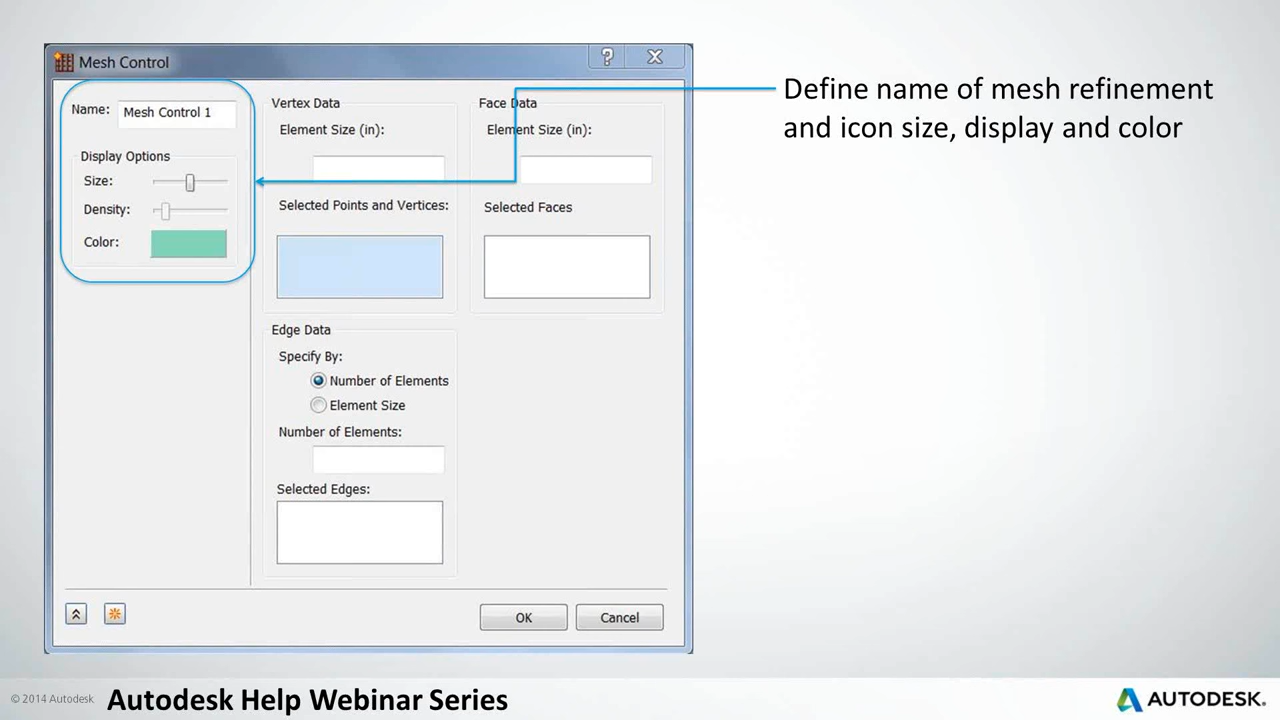 Mesh Control
?
X
Name: Mesh Control 1
Display Options
Size:
Density:
Color:
Vertex Data
Element Size (in):
Selected Points and Vertices:
Face Data
Element Size (in):
Selected Faces
Edge Data
Specify By:
Number of Elements
Element Size
Number of Elements:
Selected Edges:
OK
Cancel
Define name of mesh refinement
and icon size, display and color
© 2014 Autodesk
Autodesk Help Webinar Series
AUTODESK.